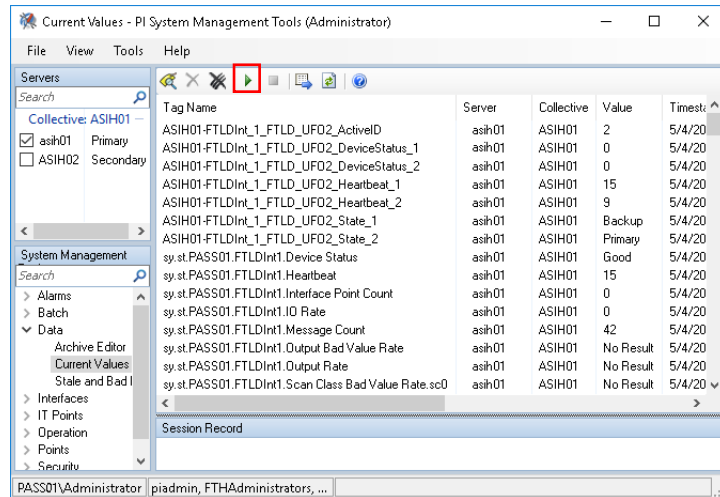 Current Values - PI System Management Tools (Administrator)
File View Tools Help
Servers
Search
Collective: ASIH01
asih01 Primary
ASIH02 Secondary
System Management
Search
Alarms
Batch
Data
Archive Editor
Current Values
Stale and Bad
Interfaces
IT Points
Operation
Points
Security
Tag Name Server Collective Value Timest
ASIH01-FTLDInt_1_FTLD_UFO2_ActiveID asih01 ASIH01 2 5/4/20
ASIH01-FTLDInt_1_FTLD_UFO2_DeviceStatus_1 asih01 ASIH01 0 5/4/20
ASIH01-FTLDInt_1_FTLD_UFO2_DeviceStatus_2 asih01 ASIH01 0 5/4/20
ASIH01-FTLDInt_1_FTLD_UFO2_Heartbeat_1 asih01 ASIH01 15 5/4/20
ASIH01-FTLDInt_1_FTLD_UFO2_Heartbeat_2 asih01 ASIH01 9 5/4/20
ASIH01-FTLDInt_1_FTLD_UFO2_State_1 asih01 ASIH01 Backup 5/4/20
ASIH01-FTLDInt_1_FTLD_UFO2_State_2 asih01 ASIH01 Primary 5/4/20
sy.st.PASS01.FTLDInt1.Device Status asih01 ASIH01 Good 5/4/20
sy.st.PASS01.FTLDInt1.Heartbeat asih01 ASIH01 15 5/4/20
sy.st.PASS01.FTLDInt1.Interface Point Count asih01 ASIH01 0 5/4/20
sy.st.PASS01.FTLDInt1.IO Rate asih01 ASIH01 0 5/4/20
sy.st.PASS01.FTLDInt1.Message Count asih01 ASIH01 42 5/4/20
sy.st.PASS01.FTLDInt1.Output Bad Value Rate asih01 ASIH01 No Result 5/4/20
sy.st.PASS01.FTLDInt1.Output Rate asih01 ASIH01 No Result 5/4/20
sy.st.PASS01.FTLDInt1.Scan Class Bad Value Rate.sc0 asih01 ASIH01 No Result 5/4/20
Session Record
PASS01\Administrator piadmin, FTHAdministrators, ...